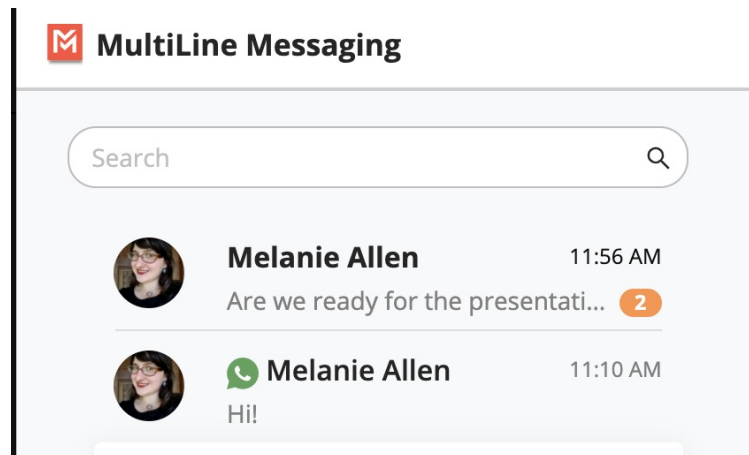 MultiLine Messaging
Search
Melanie Allen 11:56 AM
Are we ready for the presentati... 2
Melanie Allen 11:10 AM
Hi!